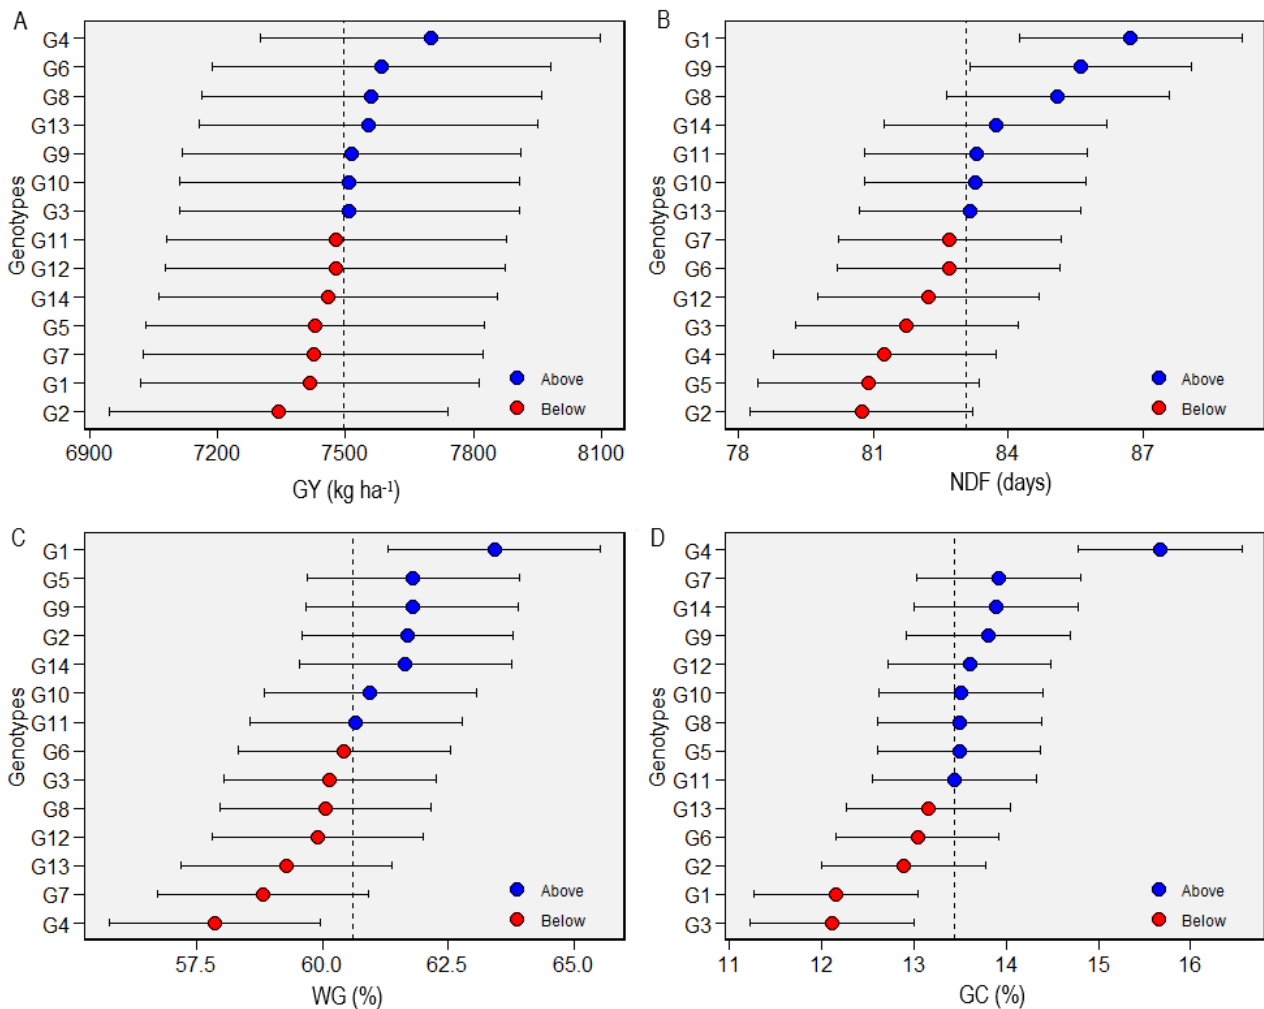 A
Genotypes
G4
G6
G8
G13
G9
G10
G3
G11
G12
G14
G5
G7
G1
G2
Above
Below
6900 7200 7500 7800 8100
GY (kg ha⁻¹)
B
Genotypes
G1
G9
G8
G14
G11
G10
G13
G7
G6
G12
G3
G4
G5
G2
Above
Below
78 81 84 87
NDF (days)
C
Genotypes
G1
G5
G9
G2
G14
G10
G11
G6
G3
G8
G12
G13
G7
G4
Above
Below
57.5 60.0 62.5 65.0
WG (%)
D
Genotypes
G4
G7
G14
G9
G12
G10
G8
G5
G11
G13
G6
G2
G1
G3
Above
Below
11 12 13 14 15 16
GC (%)